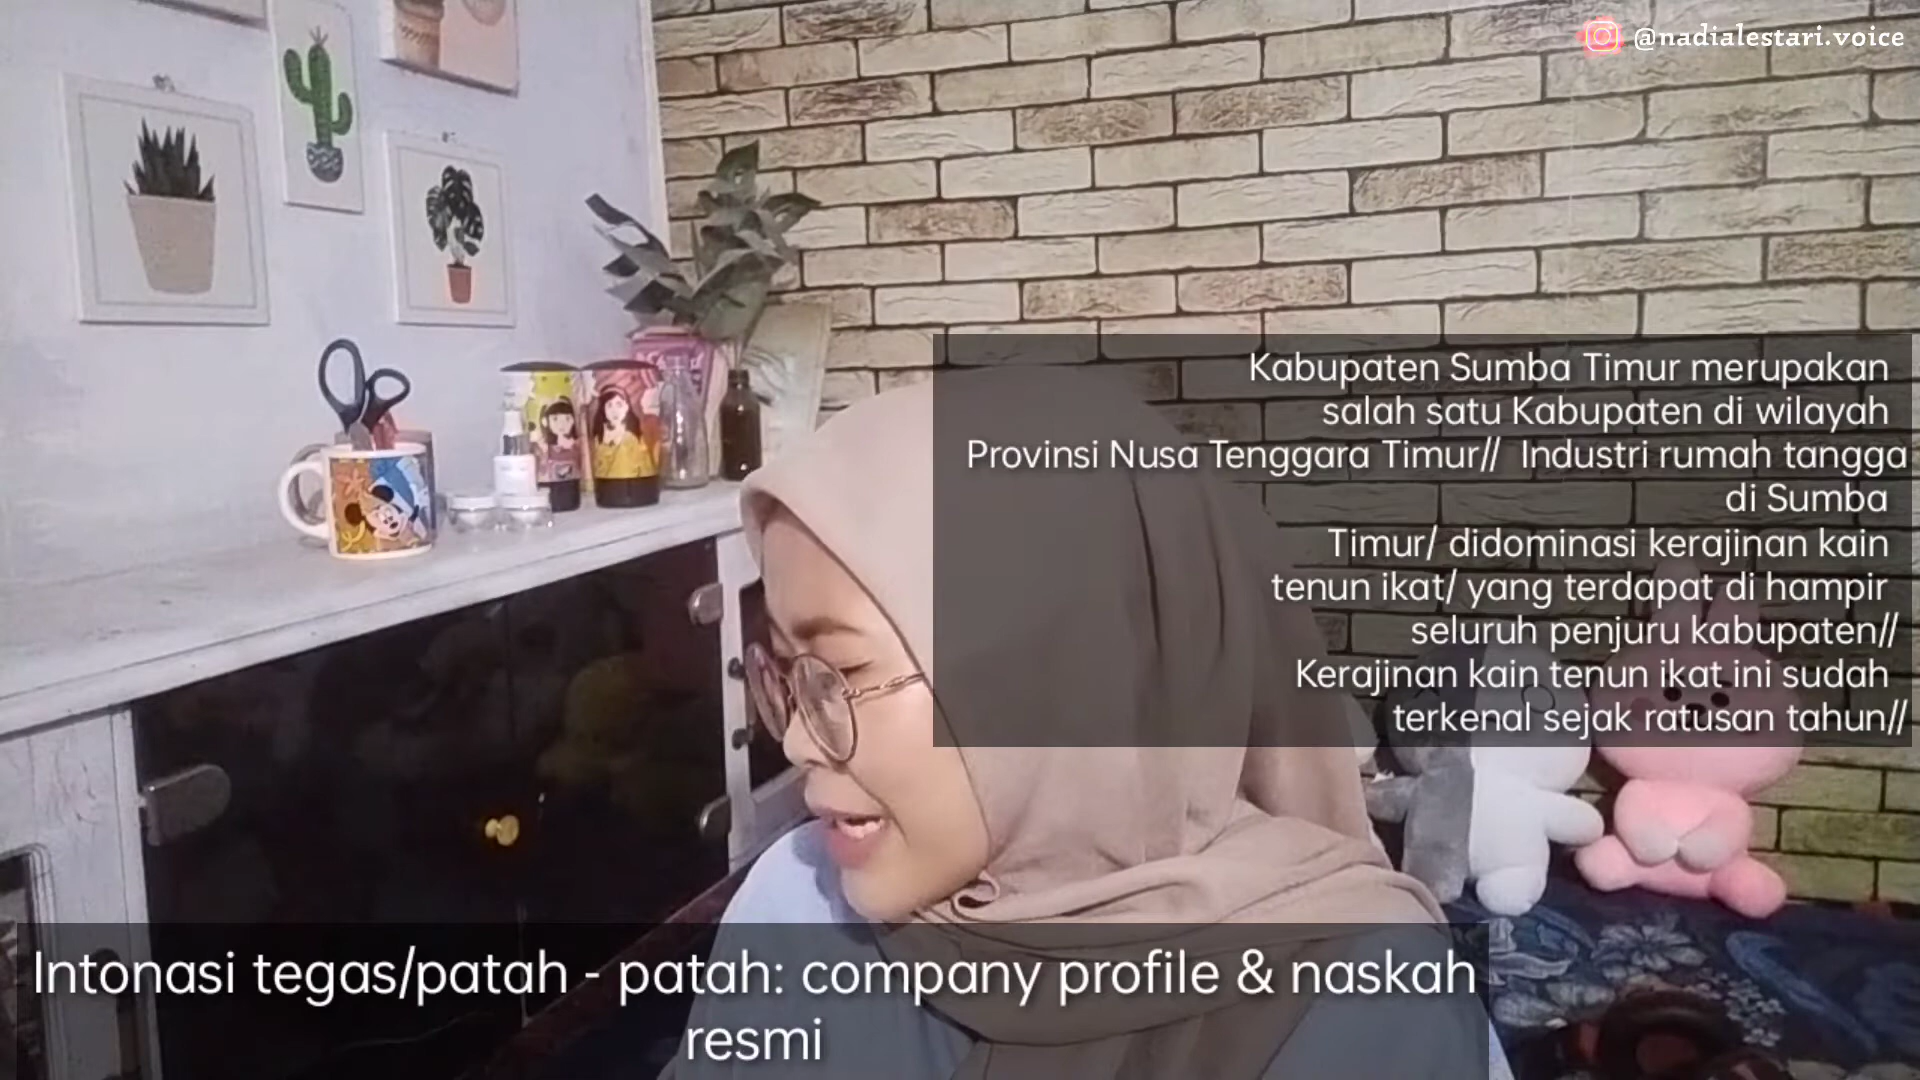 @nadialestari.voice
Kabupaten Sumba Timur merupakan
salah satu Kabupaten di wilayah
Provinsi Nusa Tenggara Timur// Industri rumah tangga
di Sumba
Timur/ didominasi kerajinan kain
tenun ikat/ yang terdapat di hampir
seluruh penjuru kabupaten//
Kerajinan kain tenun ikat ini sudah
terkenal sejak ratusan tahun//
Intonasi tegas/patah - patah: company profile & naskah
resmi